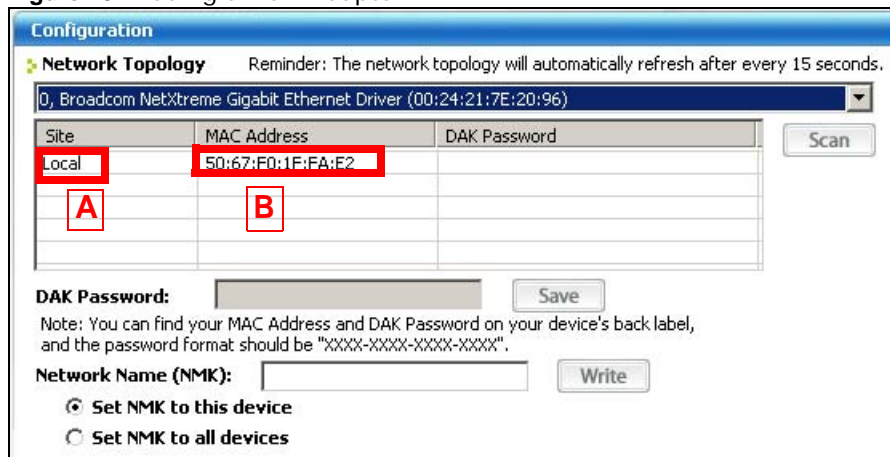 Configuration
Network Topology Reminder: The network topology will automatically refresh after every 15 seconds.
0, Broadcom NetXtreme Gigabit Ethernet Driver (00:24:21:7E:20:96)
Site MAC Address DAK Password Scan
Local 50:67:F0:1F:FA:E2
A B
DAK Password: Save
Note: You can find your MAC Address and DAK Password on your device's back label,
and the password format should be "XXXX-XXXX-XXXX-XXXX".
Network Name (NMK): Write
Set NMK to this device
Set NMK to all devices